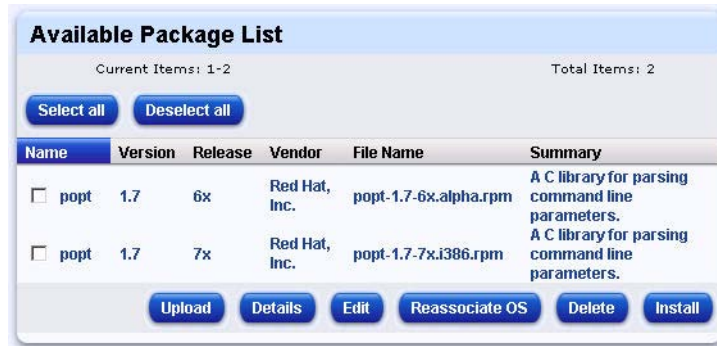 Available Package List
Current Items: 1-2 Total Items: 2
Select all Deselect all
Name Version Release Vendor File Name Summary
popt 1.7 6x Red Hat, Inc. popt-1.7-6x.alpha.rpm A C library for parsing command line parameters.
popt 1.7 7x Red Hat, Inc. popt-1.7-7x.i386.rpm A C library for parsing command line parameters.
Upload Details Edit Reassociate OS Delete Install